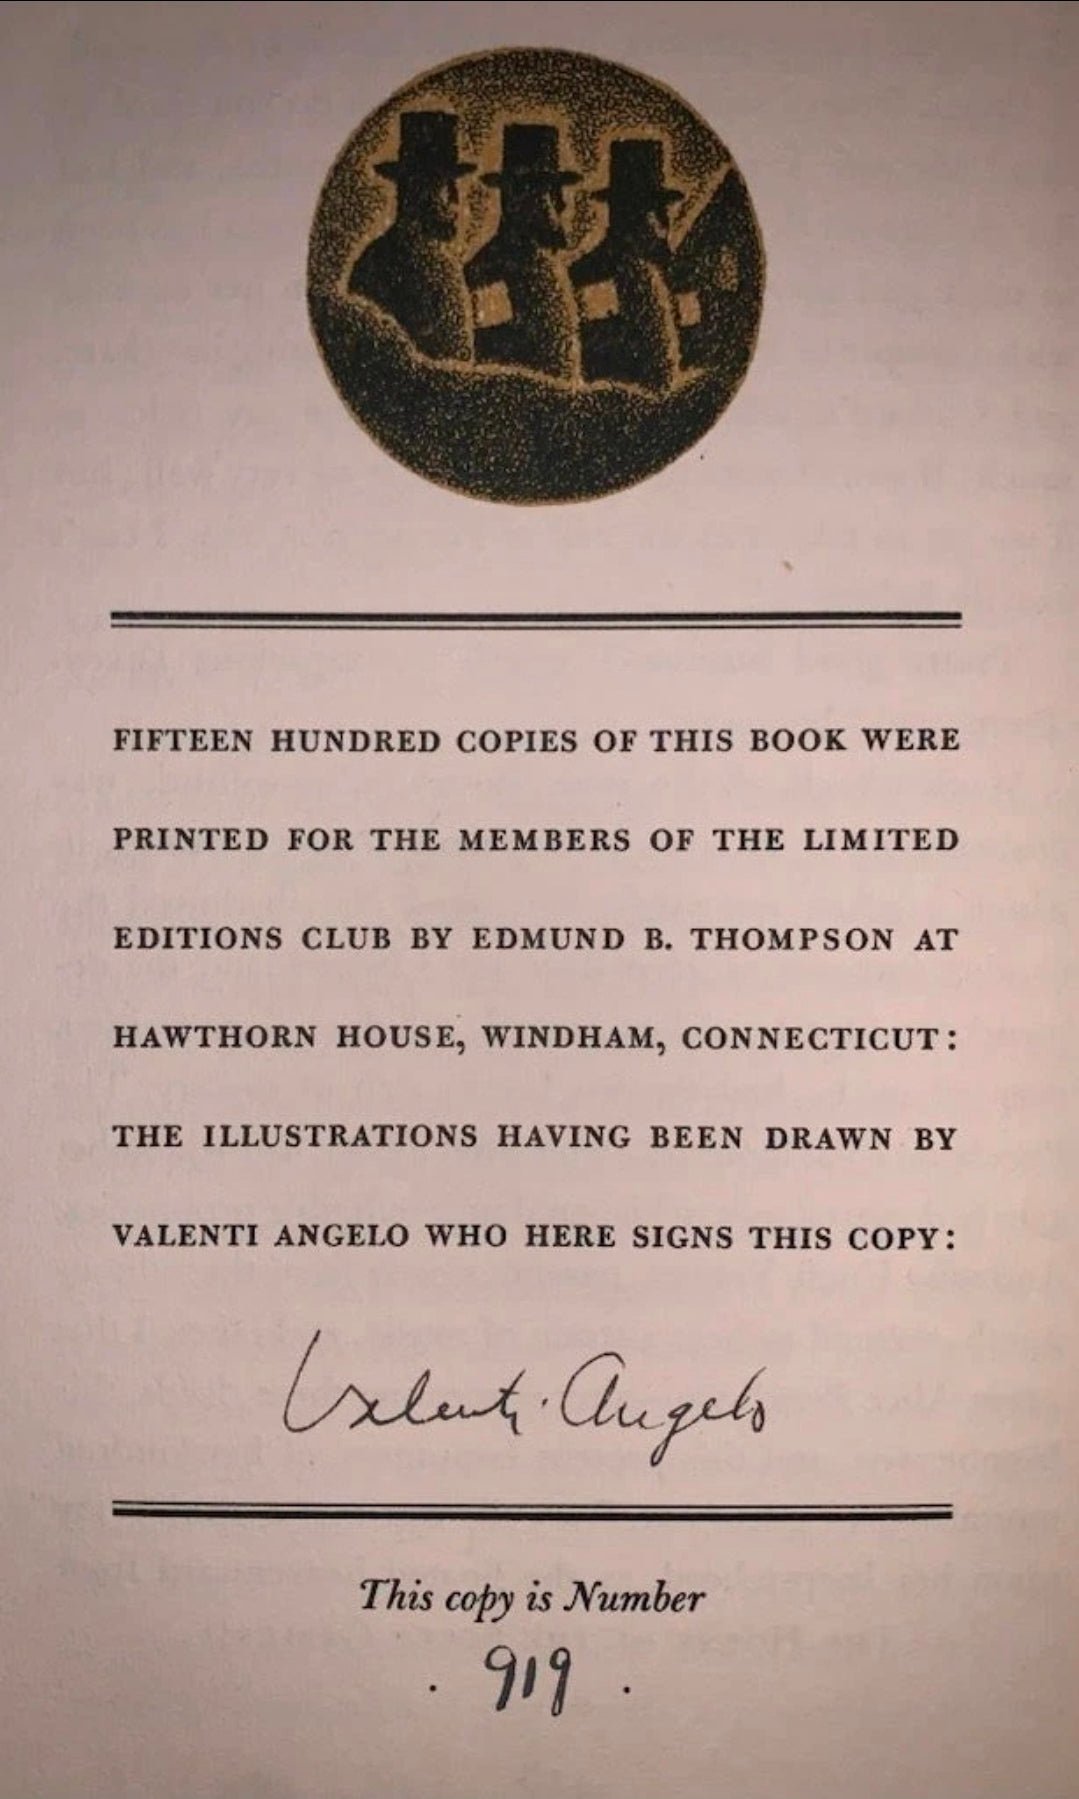 FIFTEEN HUNDRED COPIES OF THIS BOOK WERE
PRINTED FOR THE MEMBERS OF THE LIMITED
EDITIONS CLUB BY EDMUND B. THOMPSON AT
HAWTHORN HOUSE, WINDHAM, CONNECTICUT:
THE ILLUSTRATIONS HAVING BEEN DRAWN BY
VALENTI ANGELO WHO HERE SIGNS THIS COPY:
Valenti Angelo
This copy is Number
. 919 .